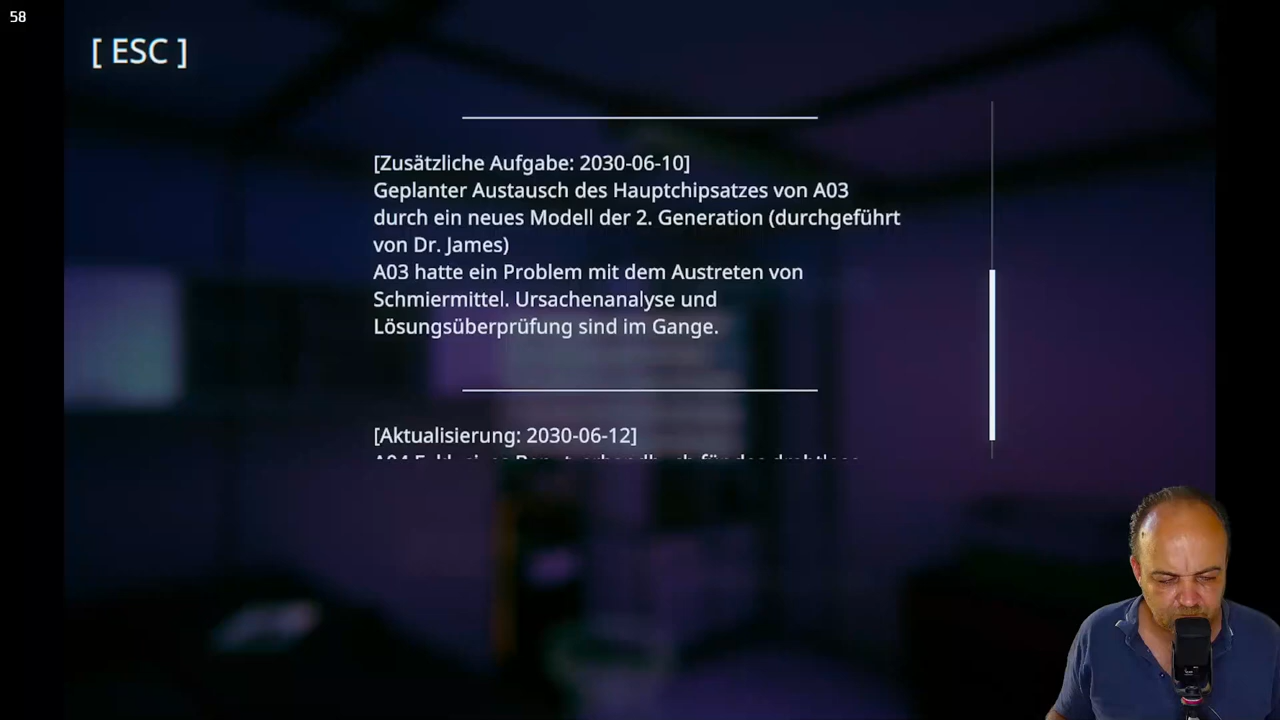 58
[ ESC ]
[Zusätzliche Aufgabe: 2030-06-10]
Geplanter Austausch des Hauptchipsatzes von A03
durch ein neues Modell der 2. Generation (durchgeführt
von Dr. James)
A03 hatte ein Problem mit dem Austreten von
Schmiermittel. Ursachenanalyse und
Lösungsüberprüfung sind im Gange.
[Aktualisierung: 2030-06-12]